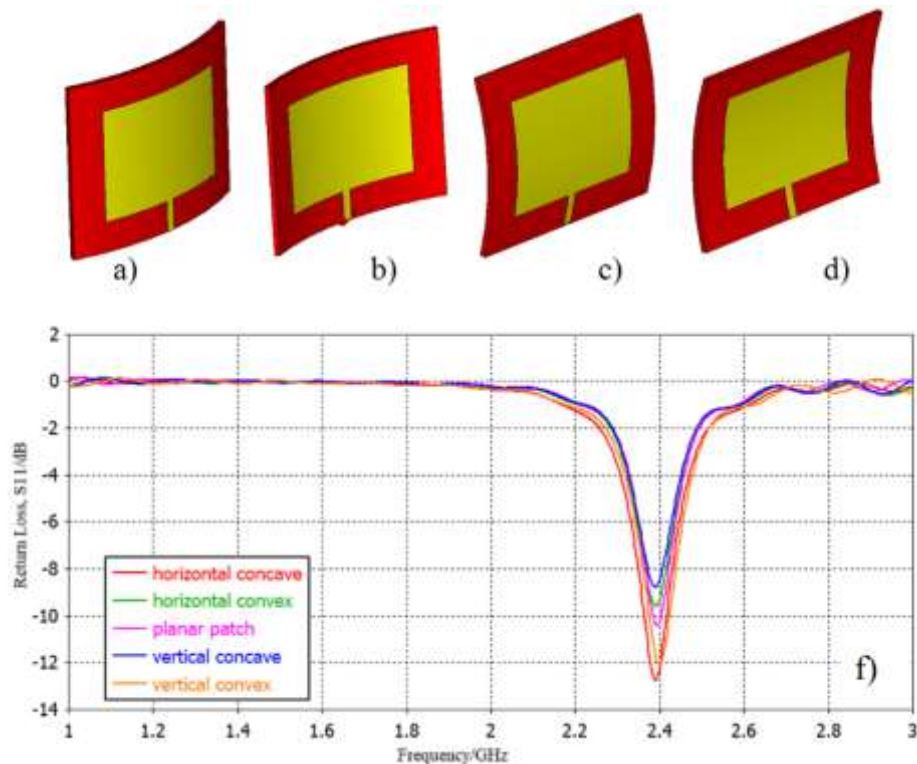 a)
b)
c)
d)
2
0
-2
-4
-6
-8
-10
-12
-14
Return Loss, S11/dB
horizontal concave
horizontal convex
planar patch
vertical concave
vertical convex
f)
1 1.2 1.4 1.6 1.8 2 2.2 2.4 2.6 2.8 3
Frequency/GHz